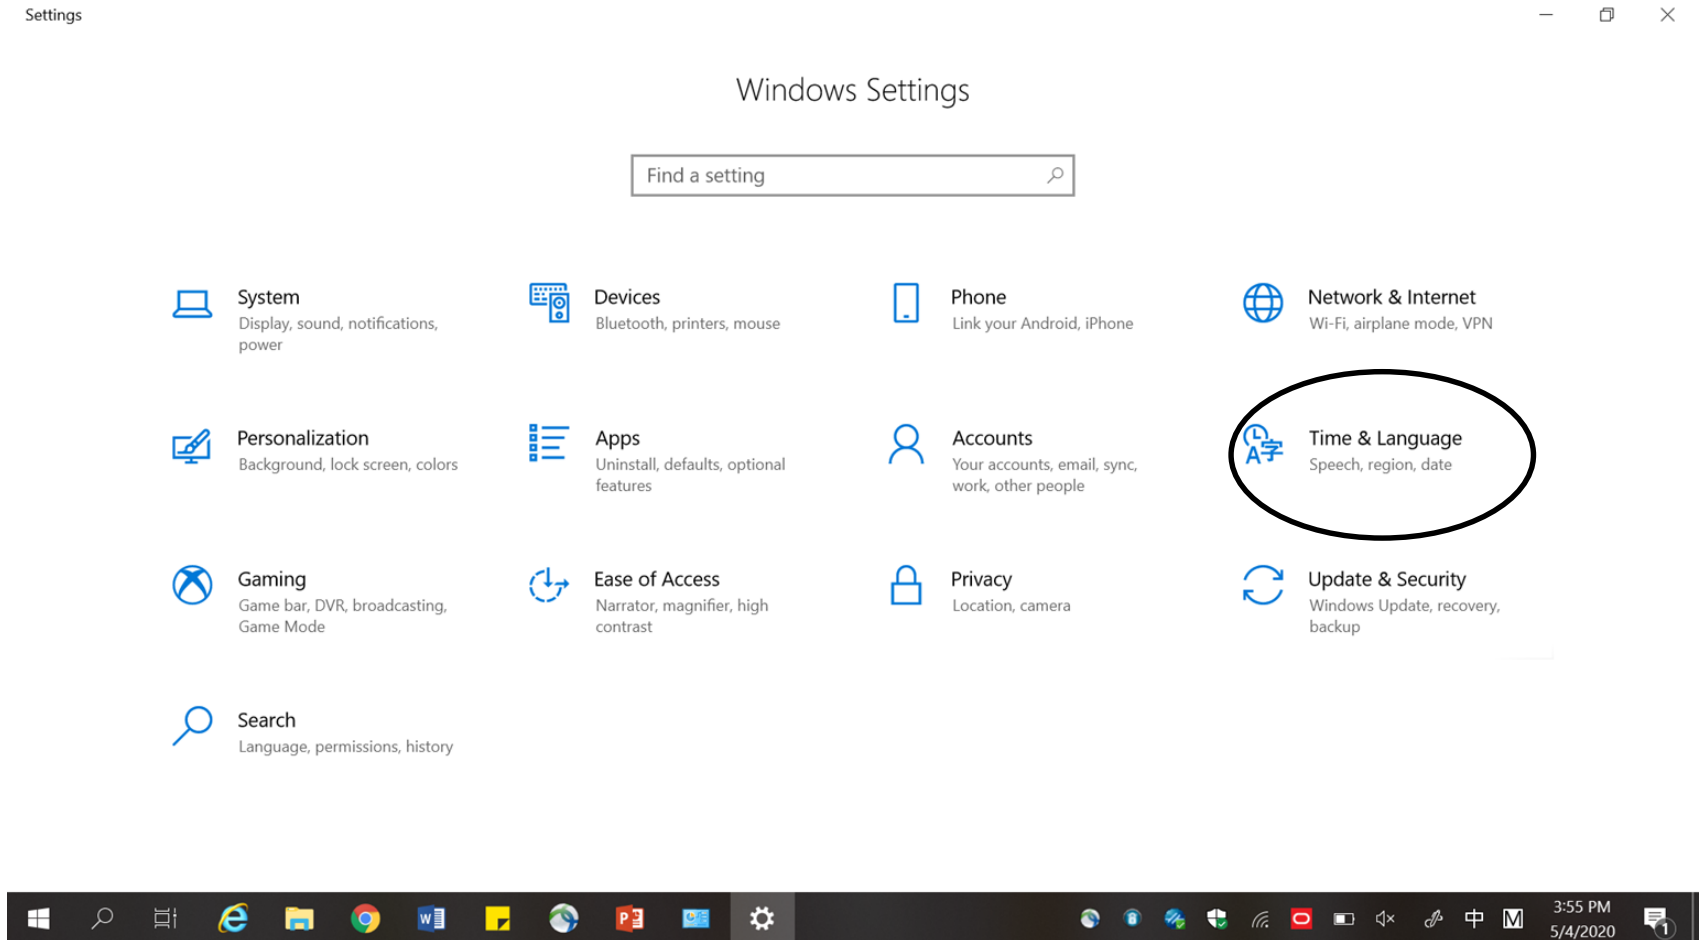 Settings
Windows Settings
Find a setting
System
Display, sound, notifications,
power
Devices
Bluetooth, printers, mouse
Phone
Link your Android, iPhone
Network & Internet
Wi-Fi, airplane mode, VPN
Personalization
Background, lock screen, colors
Apps
Uninstall, defaults, optional
features
Accounts
Your accounts, email, sync,
work, other people
Time & Language
Speech, region, date
Gaming
Game bar, DVR, broadcasting,
Game Mode
Ease of Access
Narrator, magnifier, high
contrast
Privacy
Location, camera
Update & Security
Windows Update, recovery,
backup
Search
Language, permissions, history
中 M
3:55 PM
5/4/2020
1